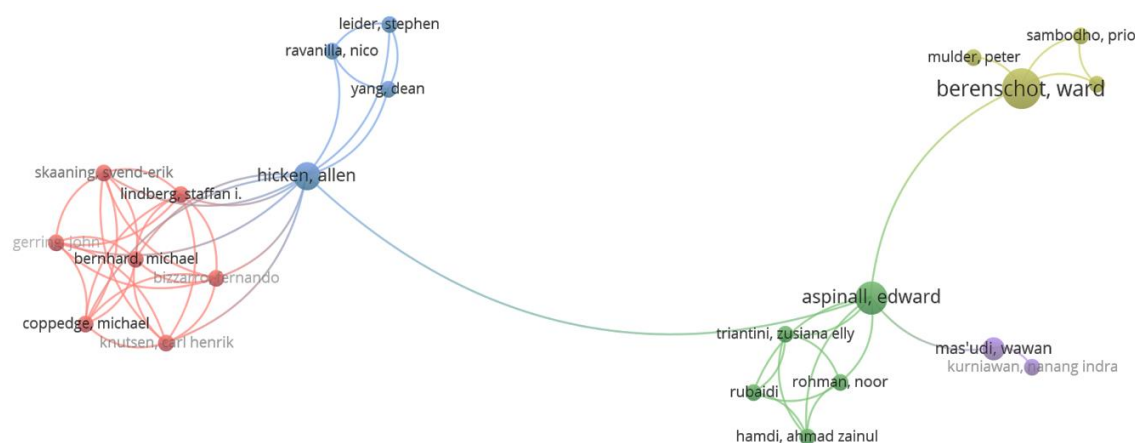 leider, stephen
ravanilla, nico
yang, dean
hicken, allen
skaaning, svend-erik
lindberg, staffan i.
gerring, john
bernhard, michael
bizzarro, fernando
coppedge, michael
knutsen, carl henrik
sambodho, prio
mulder, peter
berenschot, ward
aspinall, edward
triantini, zusiana elly
mas'udi, wawan
kurniawan, nanang indra
rohman, noor
rubaidi
hamdi, ahmad zainul